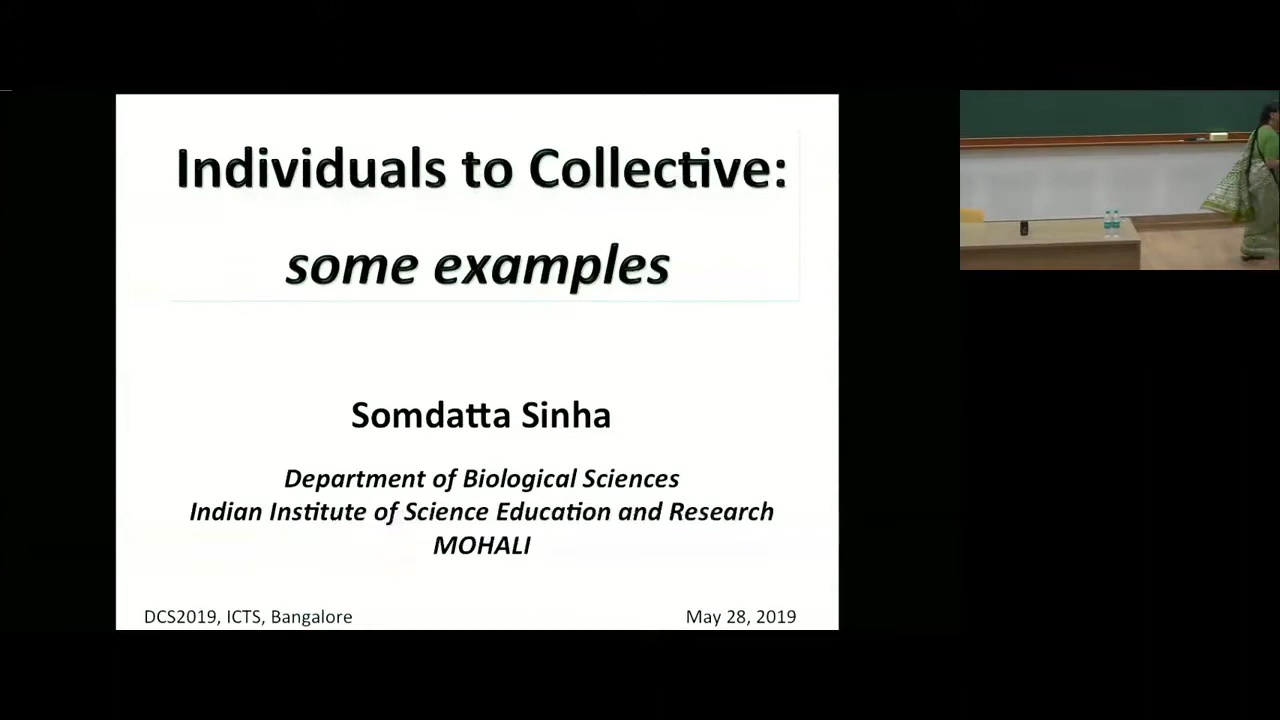 Individuals to Collective:
some examples
Somdatta Sinha
Department of Biological Sciences
Indian Institute of Science Education and Research
MOHALI
DCS2019, ICTS, Bangalore
May 28, 2019